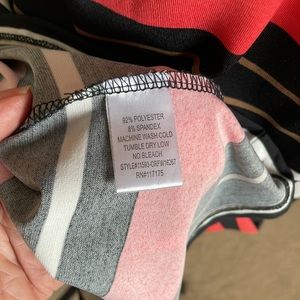 92% POLYESTER
8% SPANDEX
MACHINE WASH COLD
TUMBLE DRY LOW
NO BLEACH
RN#117175